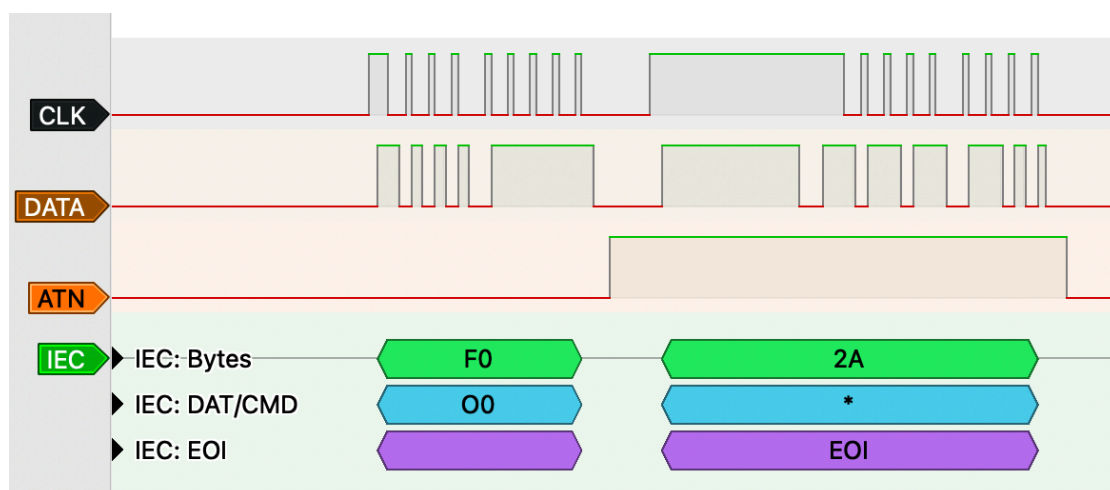 CLK
DATA
ATN
IEC
IEC: Bytes
F0
2A
IEC: DAT/CMD
O0
*
IEC: EOI
EOI